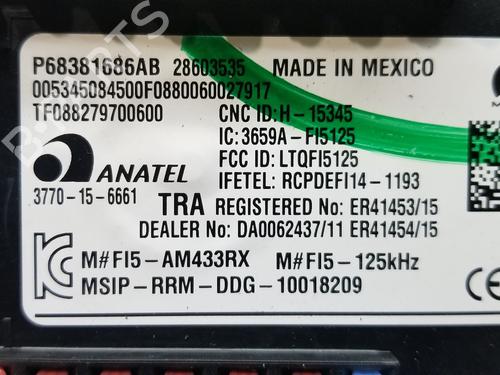 P68381686AB 28603535 MADE IN MEXICO
005345084500F0880060027917
TF088279700600 CNC ID: H - 15345
IC: 3659A - FI5125
ANATEL FCC ID: LTQFI5125
3770 - 15 - 6661 IFETEL: RCPDEFI14 - 1193
TRA REGISTERED No: ER41453/15
DEALER No: DA0062437/11 ER41454/15
M# FI5 - AM433RX M# FI5 - 125kHz
MSIP - RRM - DDG - 10018209